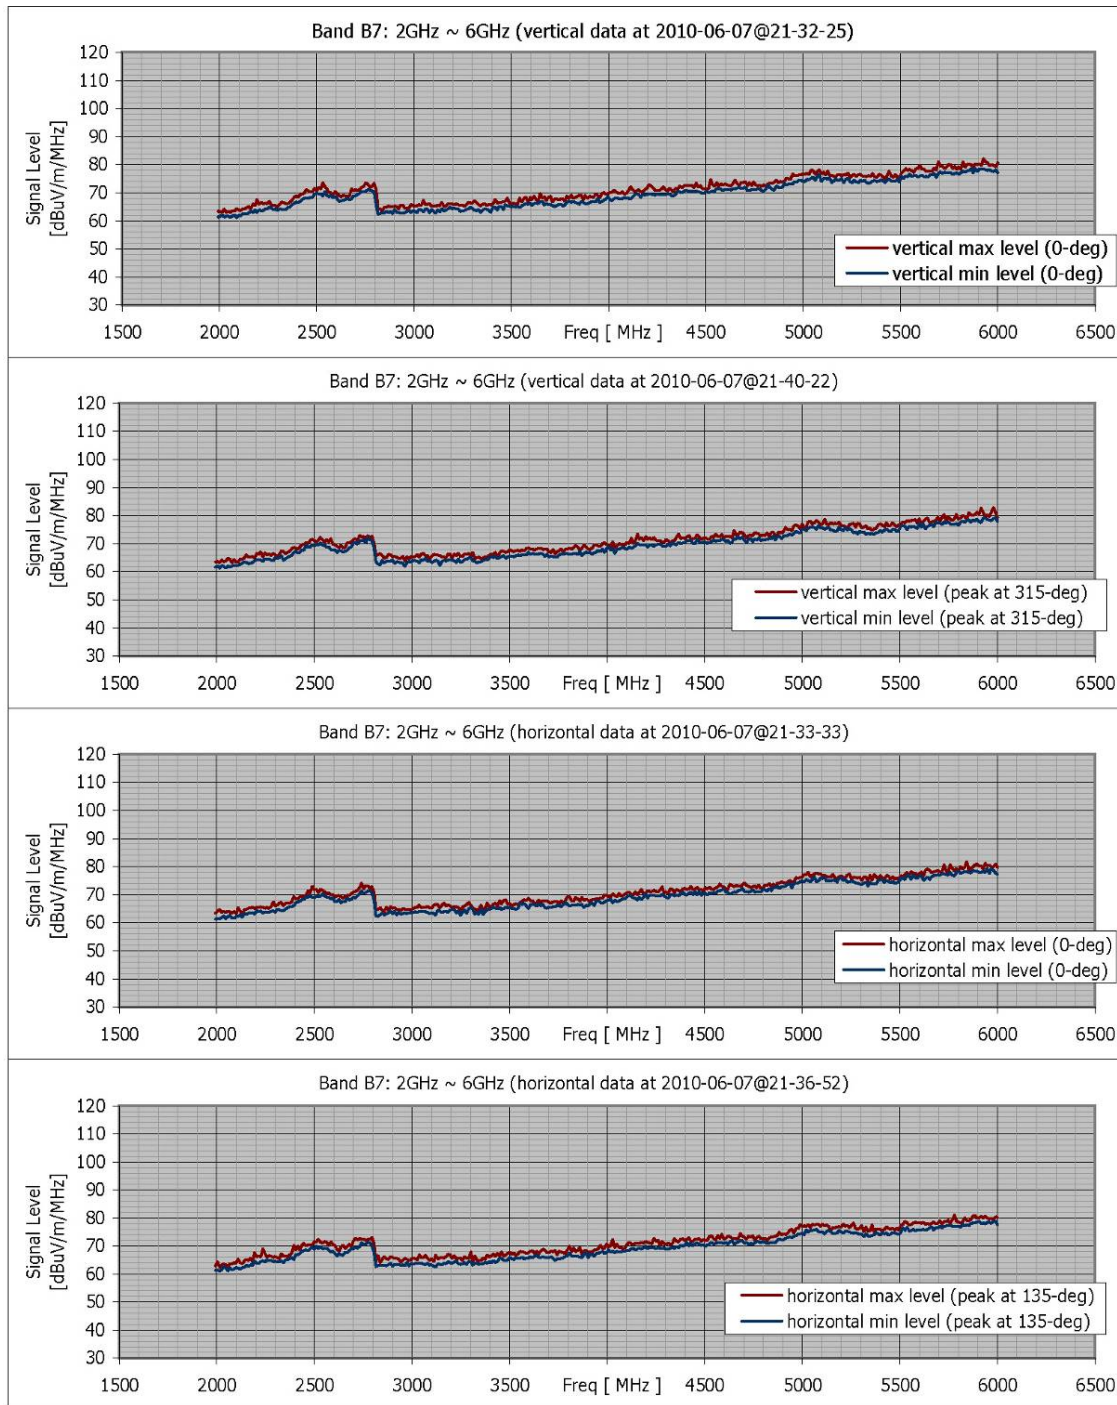 Band B7: 2GHz ~ 6GHz (vertical data at 2010-06-07@21-32-25)
120
110
100
90
80
70
60
50
40
30
Signal Level
[dBuV/m/MHz]
vertical max level (0-deg)
vertical min level (0-deg)
1500 2000 2500 3000 3500 Freq [ MHz ] 4500 5000 5500 6000 6500
Band B7: 2GHz ~ 6GHz (vertical data at 2010-06-07@21-40-22)
120
110
100
90
80
70
60
50
40
30
Signal Level
[dBuV/m/MHz]
vertical max level (peak at 315-deg)
vertical min level (peak at 315-deg)
1500 2000 2500 3000 3500 Freq [ MHz ] 4500 5000 5500 6000 6500
Band B7: 2GHz ~ 6GHz (horizontal data at 2010-06-07@21-33-33)
120
110
100
90
80
70
60
50
40
30
Signal Level
[dBuV/m/MHz]
horizontal max level (0-deg)
horizontal min level (0-deg)
1500 2000 2500 3000 3500 Freq [ MHz ] 4500 5000 5500 6000 6500
Band B7: 2GHz ~ 6GHz (horizontal data at 2010-06-07@21-36-52)
120
110
100
90
80
70
60
50
40
30
Signal Level
[dBuV/m/MHz]
horizontal max level (peak at 135-deg)
horizontal min level (peak at 135-deg)
1500 2000 2500 3000 3500 Freq [ MHz ] 4500 5000 5500 6000 6500